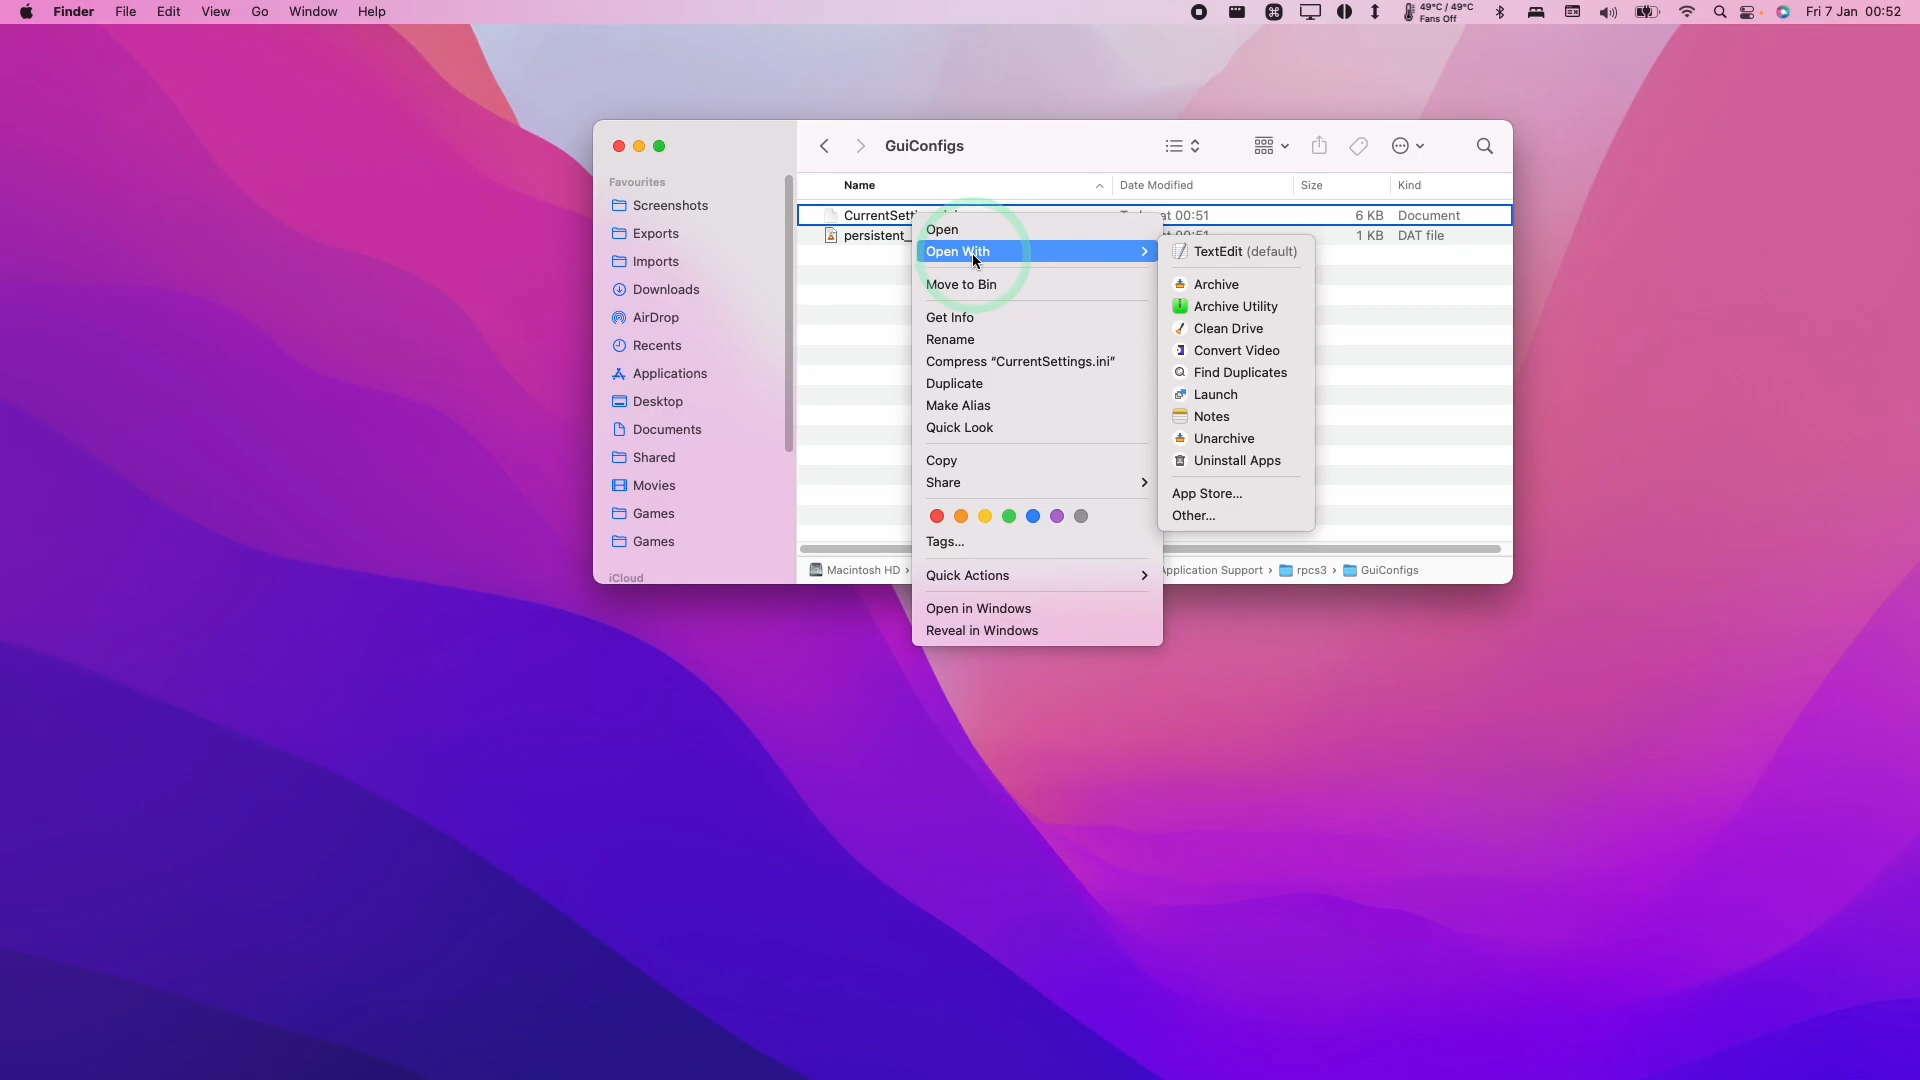 Finder File Edit View Go Window Help
49°C / 49°C
Fans Off
Fri 7 Jan 00:52
GuiConfigs
Favourites
Screenshots
Exports
Imports
Downloads
AirDrop
Recents
Applications
Desktop
Documents
Shared
Movies
Games
Games
iCloud
Name Date Modified Size Kind
at 00:51 6 KB Document
persistent_ 1 KB DAT file
Open
Open With
Move to Bin
Get Info
Rename
Compress “CurrentSettings.ini”
Duplicate
Make Alias
Quick Look
Copy
Share
Tags...
Quick Actions
Open in Windows
Reveal in Windows
TextEdit (default)
Archive
Archive Utility
Clean Drive
Convert Video
Find Duplicates
Launch
Notes
Unarchive
Uninstall Apps
App Store...
Other...
Macintosh HD › Application Support › rpcs3 › GuiConfigs